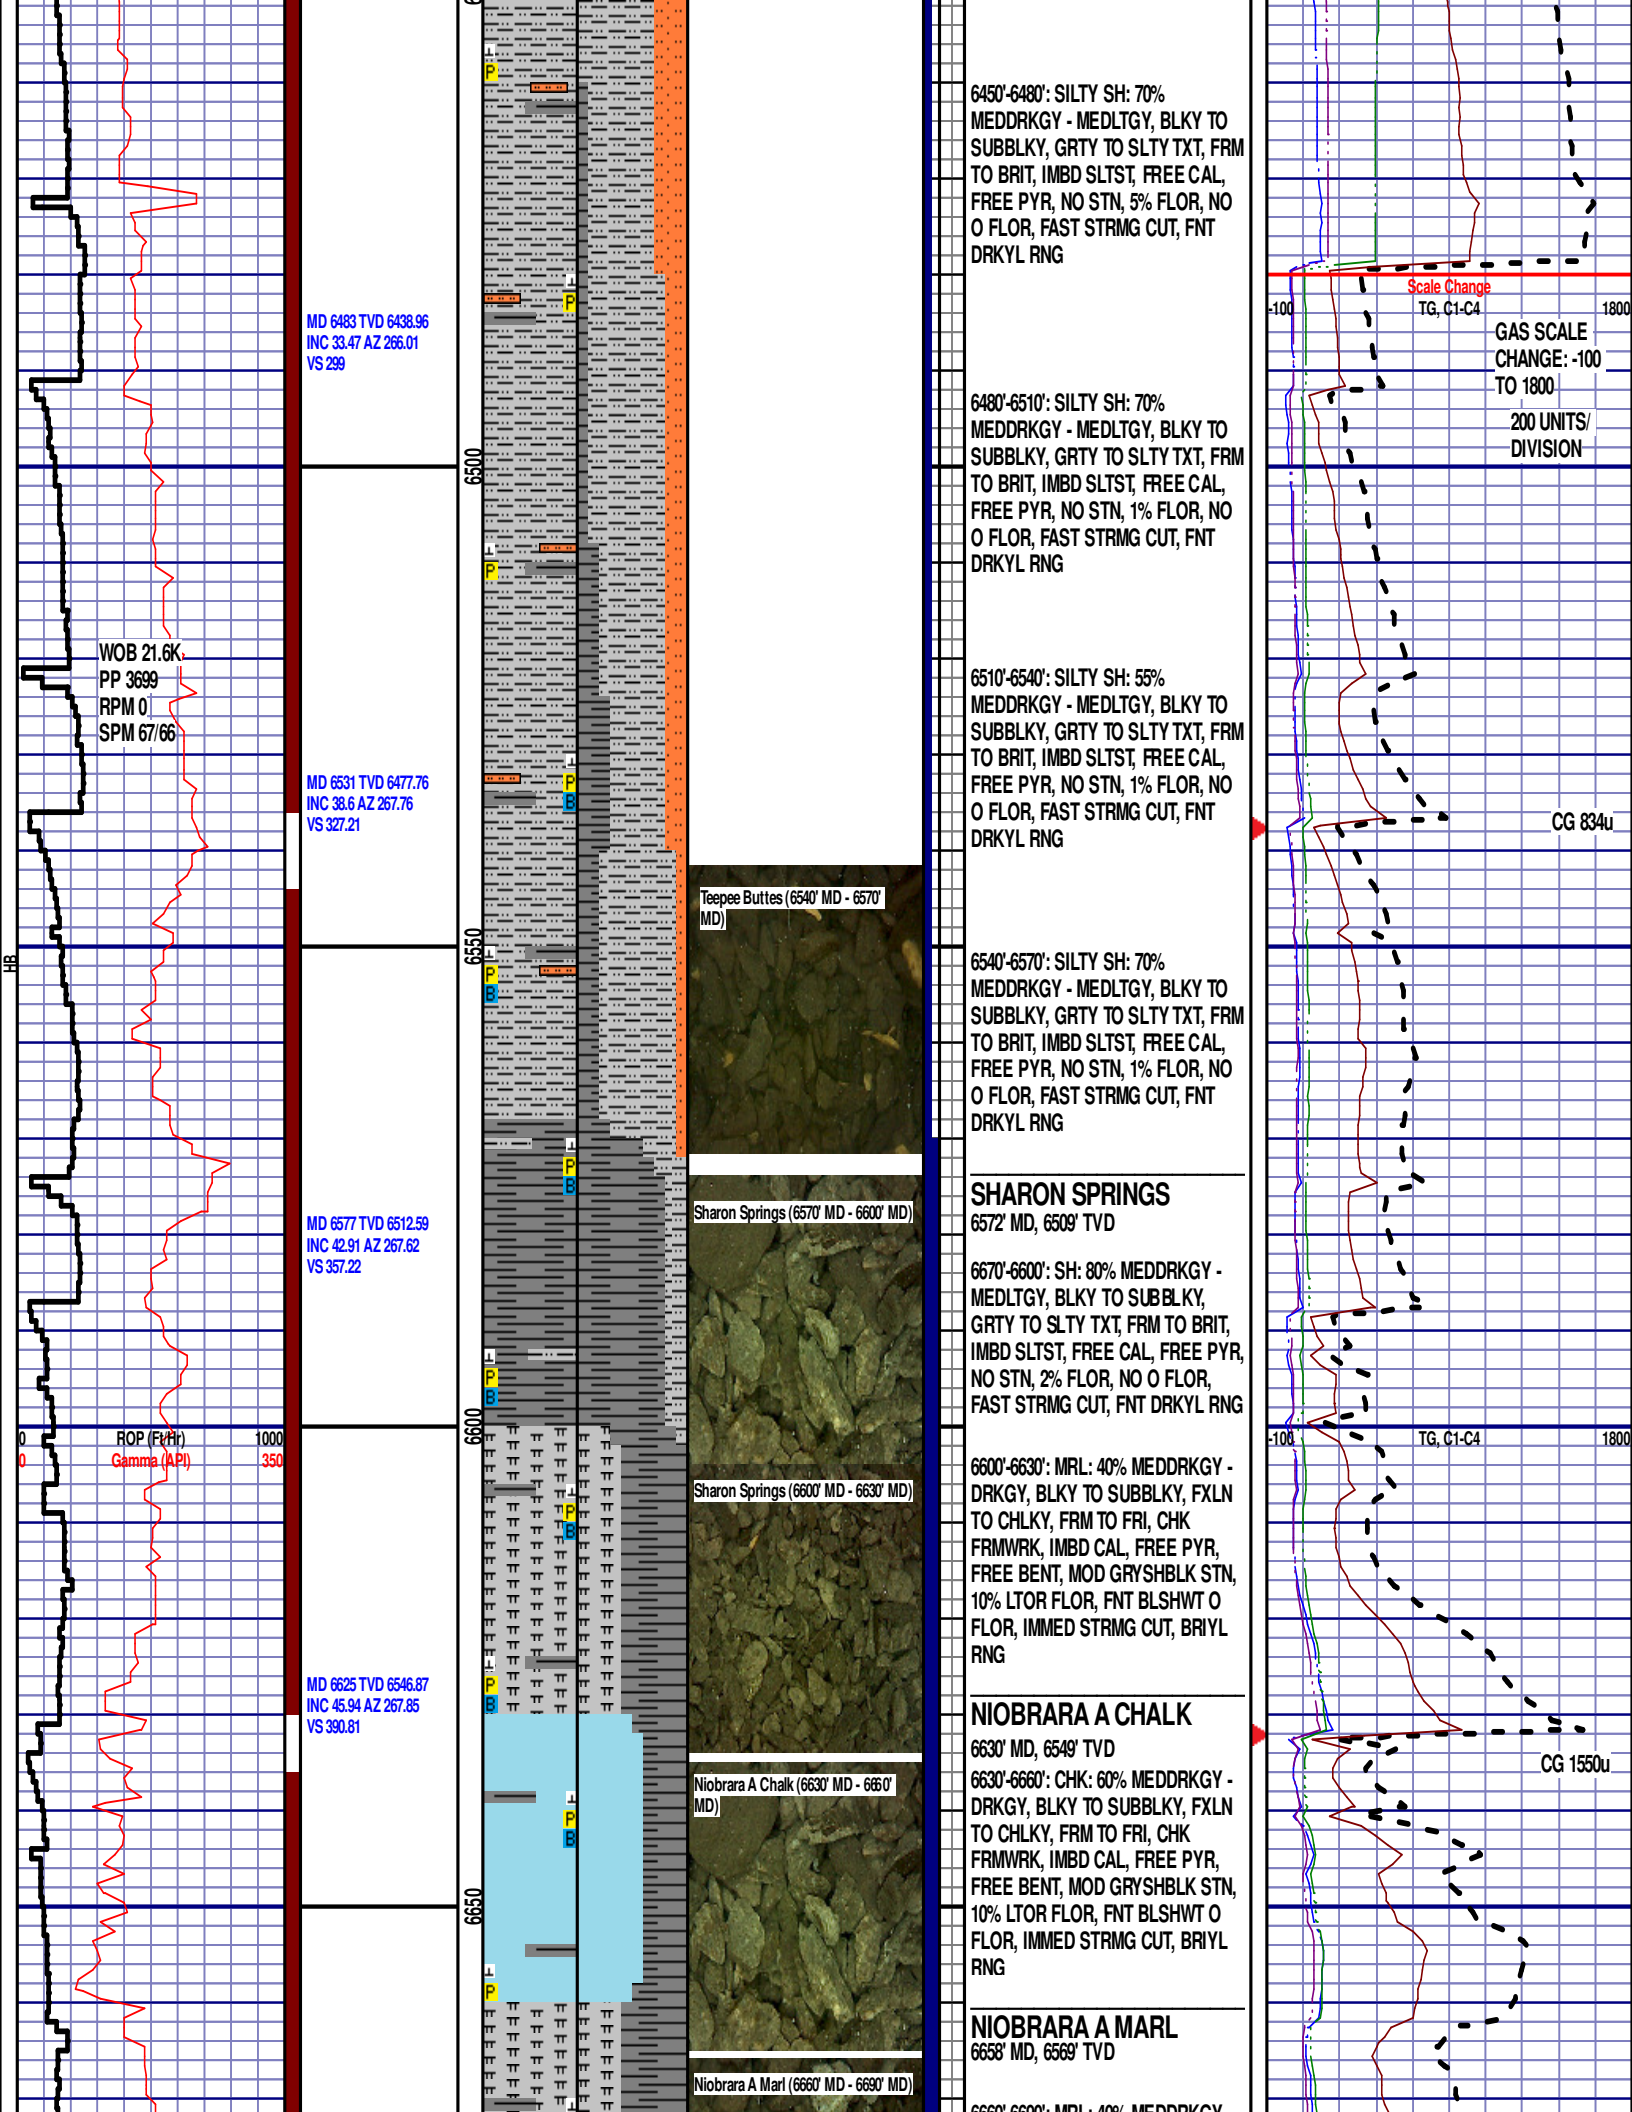 HB
WOB 21.6K
PP 3699
RPM 0
SPM 67/66
0 ROP (Ft/Hr) 1000
0 Gamma (API) 350
MD 6483 TVD 6438.96
INC 33.47 AZ 266.01
VS 299
MD 6531 TVD 6477.76
INC 38.6 AZ 267.76
VS 327.21
MD 6577 TVD 6512.59
INC 42.91 AZ 267.62
VS 357.22
MD 6625 TVD 6546.87
INC 45.94 AZ 267.85
VS 390.81
6500
6550
6600
6650
P
P
P
P
B
P
B
P
B
P
B
P
B
P
B
P
B
P
Teepee Buttes (6540' MD - 6570'
MD)
Sharon Springs (6570' MD - 6600' MD)
Sharon Springs (6600' MD - 6630' MD)
Niobrara A Chalk (6630' MD - 6660'
MD)
Niobrara A Marl (6660' MD - 6690' MD)
6450'-6480': SILTY SH: 70%
MEDDRKGY - MEDLTGY, BLKY TO
SUBBLKY, GRTY TO SLTY TXT, FRM
TO BRIT, IMBD SLTST, FREE CAL,
FREE PYR, NO STN, 5% FLOR, NO
O FLOR, FAST STRMG CUT, FNT
DRKYL RNG
6480'-6510': SILTY SH: 70%
MEDDRKGY - MEDLTGY, BLKY TO
SUBBLKY, GRTY TO SLTY TXT, FRM
TO BRIT, IMBD SLTST, FREE CAL,
FREE PYR, NO STN, 1% FLOR, NO
O FLOR, FAST STRMG CUT, FNT
DRKYL RNG
6510'-6540': SILTY SH: 55%
MEDDRKGY - MEDLTGY, BLKY TO
SUBBLKY, GRTY TO SLTY TXT, FRM
TO BRIT, IMBD SLTST, FREE CAL,
FREE PYR, NO STN, 1% FLOR, NO
O FLOR, FAST STRMG CUT, FNT
DRKYL RNG
6540'-6570': SILTY SH: 70%
MEDDRKGY - MEDLTGY, BLKY TO
SUBBLKY, GRTY TO SLTY TXT, FRM
TO BRIT, IMBD SLTST, FREE CAL,
FREE PYR, NO STN, 1% FLOR, NO
O FLOR, FAST STRMG CUT, FNT
DRKYL RNG
SHARON SPRINGS
6572' MD, 6509' TVD
6670'-6600': SH: 80% MEDDRKGY -
MEDLTGY, BLKY TO SUBBLKY,
GRTY TO SLTY TXT, FRM TO BRIT,
IMBD SLTST, FREE CAL, FREE PYR,
NO STN, 2% FLOR, NO O FLOR,
FAST STRMG CUT, FNT DRKYL RNG
6600'-6630': MRL: 40% MEDDRKGY -
DRKGY, BLKY TO SUBBLKY, FXLN
TO CHLKY, FRM TO FRI, CHK
FRMWRK, IMBD CAL, FREE PYR,
FREE BENT, MOD GRYSHBLK STN,
10% LTOR FLOR, FNT BLSHWT O
FLOR, IMMED STRMG CUT, BRIYL
RNG
NIOBRARA A CHALK
6630' MD, 6549' TVD
6630'-6660': CHK: 60% MEDDRKGY -
DRKGY, BLKY TO SUBBLKY, FXLN
TO CHLKY, FRM TO FRI, CHK
FRMWRK, IMBD CAL, FREE PYR,
FREE BENT, MOD GRYSHBLK STN,
10% LTOR FLOR, FNT BLSHWT O
FLOR, IMMED STRMG CUT, BRIYL
RNG
NIOBRARA A MARL
6658' MD, 6569' TVD
6660'-6690': MRL: 40% MEDDRKGY
Scale Change
-100 TG, C1-C4 1800
GAS SCALE
CHANGE: -100
TO 1800
200 UNITS/
DIVISION
CG 834u
-100 TG, C1-C4 1800
CG 1550u